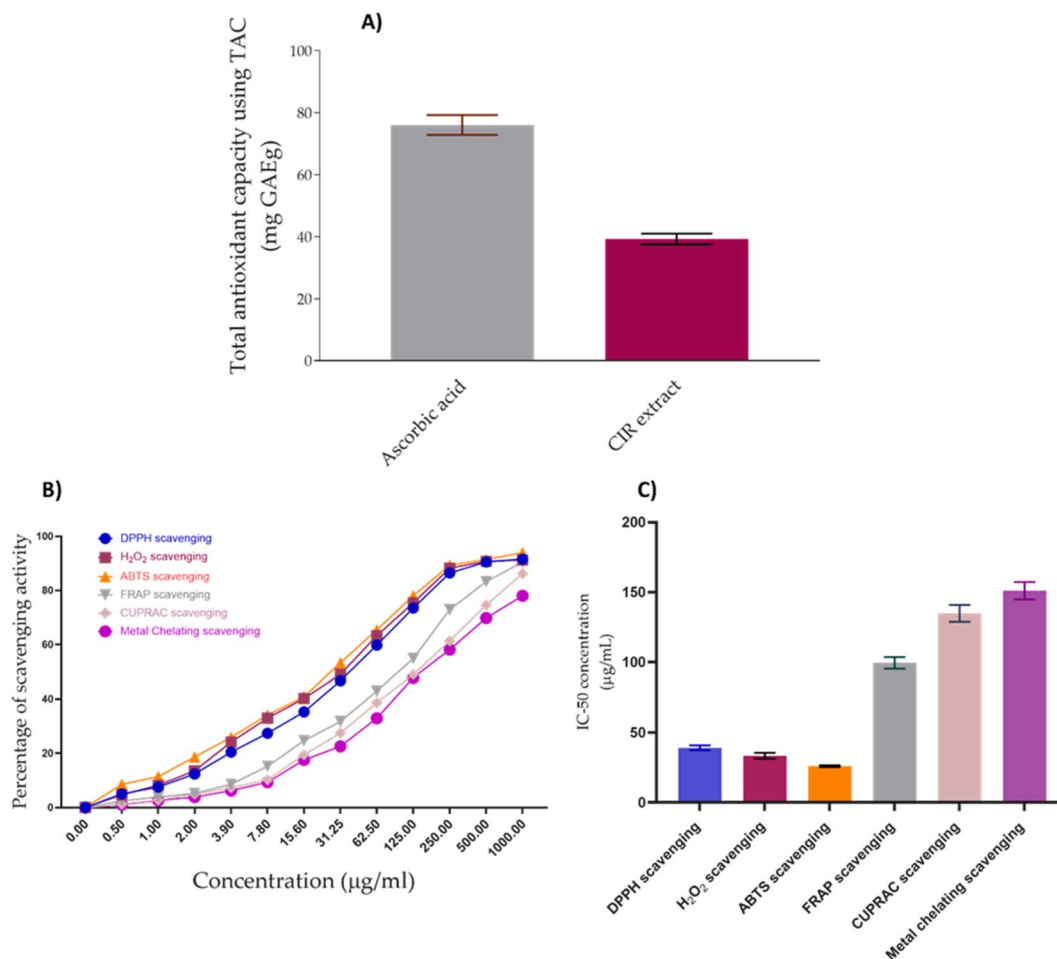 A)
Total antioxidant capacity using TAC
(mg GAEg)
100
80
60
40
20
0
Ascorbic acid
CIR extract
B)
Percentage of scavenging activity
100
80
60
40
20
0
DPPH scavenging
H₂O₂ scavenging
ABTS scavenging
FRAP scavenging
CUPRAC scavenging
Metal Chelating scavenging
0.00
0.50
1.00
2.00
3.90
7.80
15.60
31.25
62.50
125.00
250.00
500.00
1000.00
Concentration (µg/ml)
C)
IC-50 concentration
(µg/mL)
200
150
100
50
0
DPPH scavenging
H₂O₂ scavenging
ABTS scavenging
FRAP scavenging
CUPRAC scavenging
Metal chelating scavenging